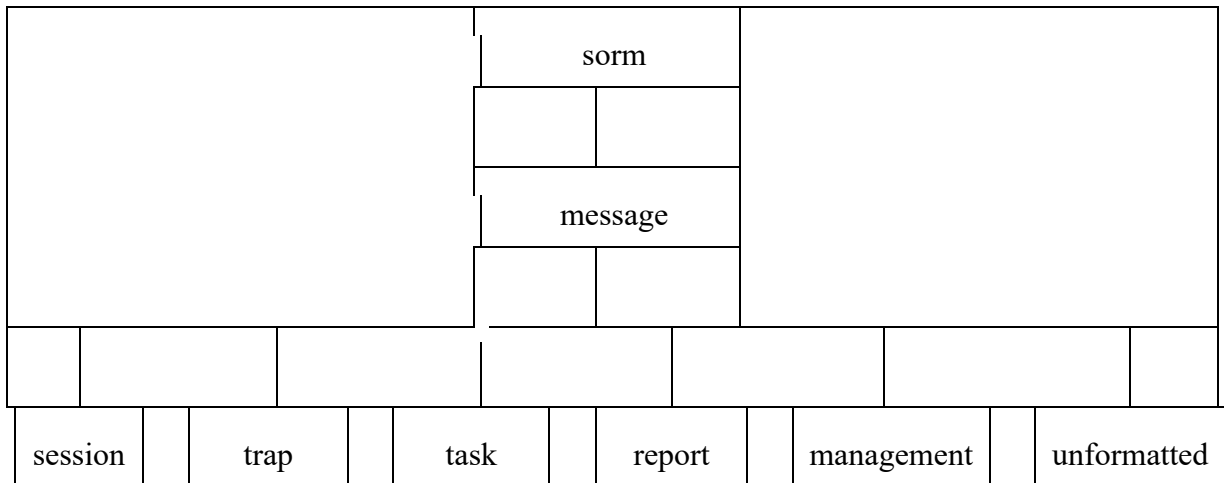 sorm
message
session trap task report management unformatted